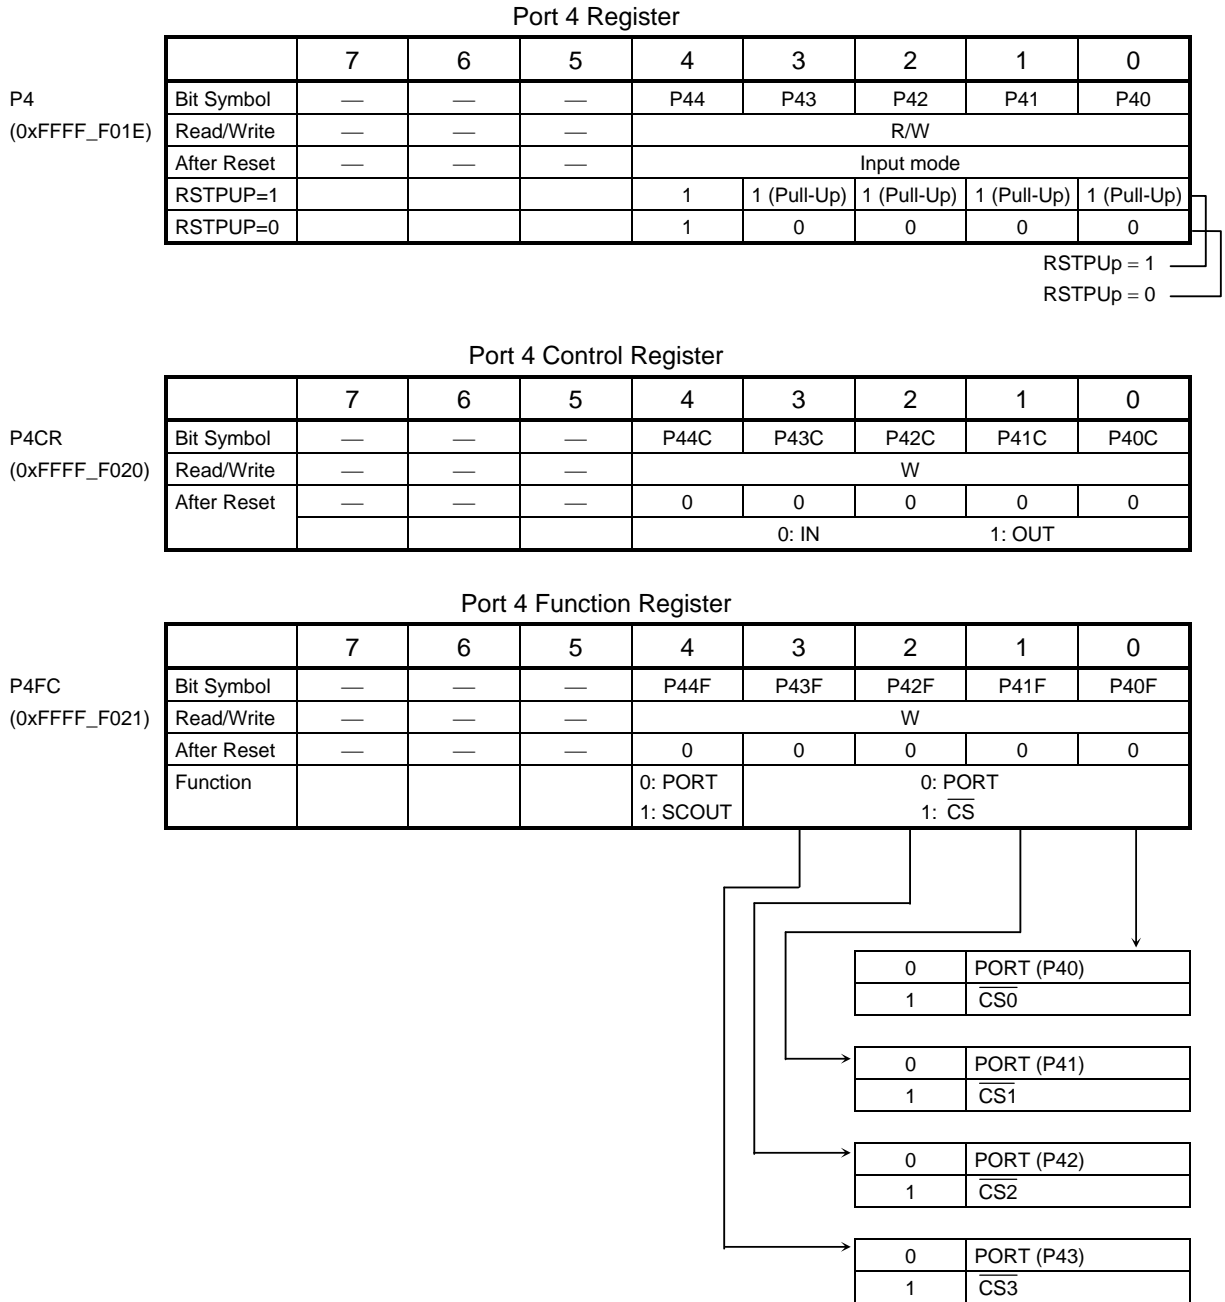 Port 4 Register
7 6 5 4 3 2 1 0
P4 Bit Symbol — — — P44 P43 P42 P41 P40
(0xFFFF_F01E) Read/Write — — — R/W
After Reset — — — Input mode
RSTPUP=1 1 1 (Pull-Up) 1 (Pull-Up) 1 (Pull-Up) 1 (Pull-Up)
RSTPUP=0 1 0 0 0 0
RSTPUp = 1
RSTPUp = 0
Port 4 Control Register
7 6 5 4 3 2 1 0
P4CR Bit Symbol — — — P44C P43C P42C P41C P40C
(0xFFFF_F020) Read/Write — — — W
After Reset — — — 0 0 0 0 0
0: IN 1: OUT
Port 4 Function Register
7 6 5 4 3 2 1 0
P4FC Bit Symbol — — — P44F P43F P42F P41F P40F
(0xFFFF_F021) Read/Write — — — W
After Reset — — — 0 0 0 0 0
Function 0: PORT 0: PORT
1: SCOUT 1: C̅S̅
0 PORT (P40)
1 C̅S̅0̅
0 PORT (P41)
1 C̅S̅1̅
0 PORT (P42)
1 C̅S̅2̅
0 PORT (P43)
1 C̅S̅3̅